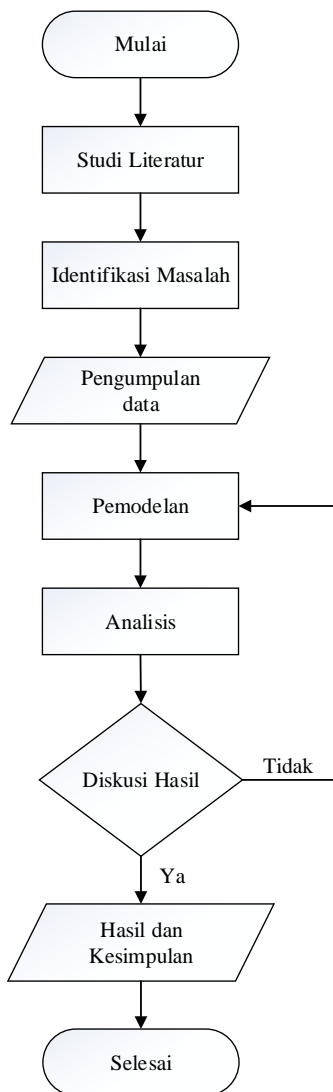 Mulai
Studi Literatur
Identifikasi Masalah
Pengumpulan
data
Pemodelan
Analisis
Diskusi Hasil
Tidak
Ya
Hasil dan
Kesimpulan
Selesai